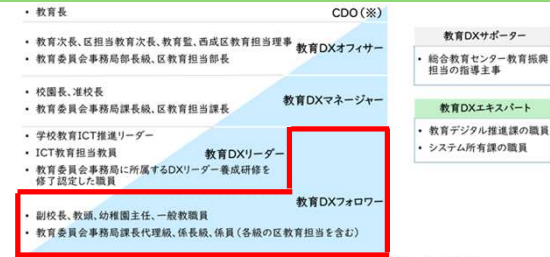 ・ 教育長
CDO(※)
・ 教育次長、区担当教育次長、教育監、西成区教育担当理事
・ 教育委員会事務局部長級、区教育担当部長
教育DXオフィサー
・ 校園長、准校長
・ 教育委員会事務局課長級、区教育担当課長
教育DXマネージャー
・ 学校教育ICT推進リーダー
・ ICT教育担当教員
・ 教育委員会事務局に所属するDXリーダー養成研修を
修了認定した職員
教育DXリーダー
教育DXフォロワー
・ 副校長、教頭、幼稚園主任、一般教職員
・ 教育委員会事務局課長代理級、係長級、係員(各級の区教育担当を含む)
教育DXサポーター
・ 総合教育センター教育振興
担当の指導主事
教育DXエキスパート
・ 教育デジタル推進課の職員
・ システム所有課の職員